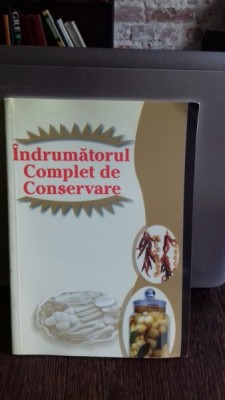 Îndrumătorul
Complet de
Conservare